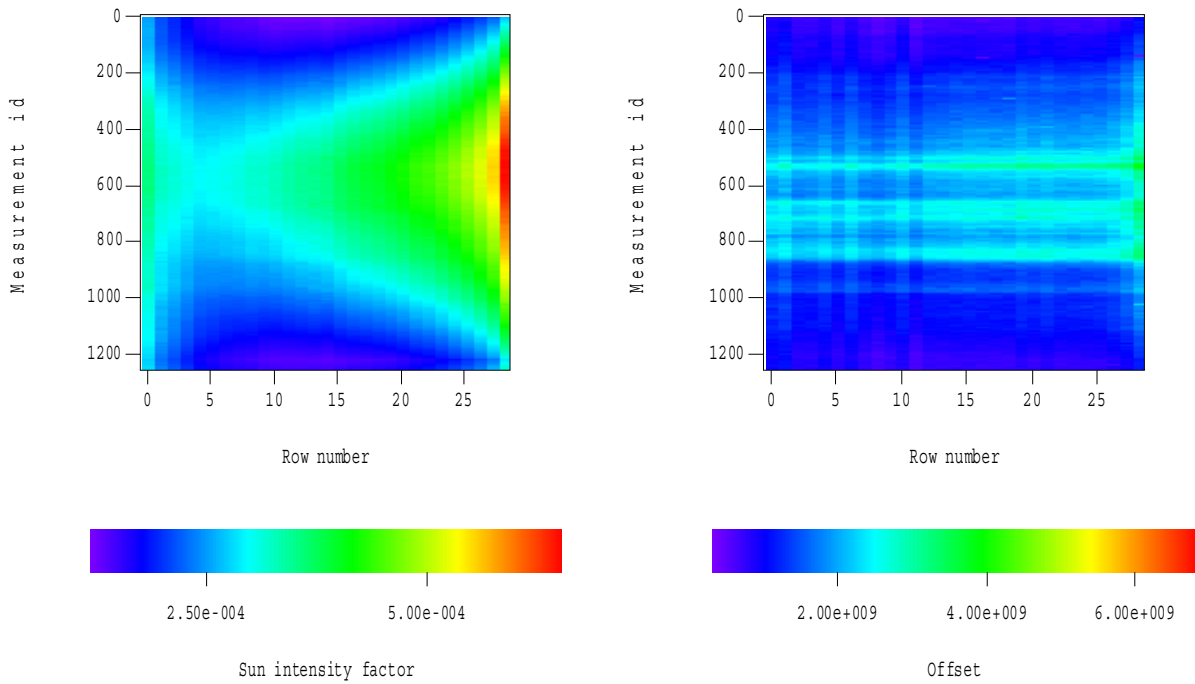 0
200
400
600
800
1000
1200
Measurement id
0 5 10 15 20 25
Row number
2.50e-004 5.00e-004
Sun intensity factor
0
200
400
600
800
1000
1200
Measurement id
0 5 10 15 20 25
Row number
2.00e+009 4.00e+009 6.00e+009
Offset